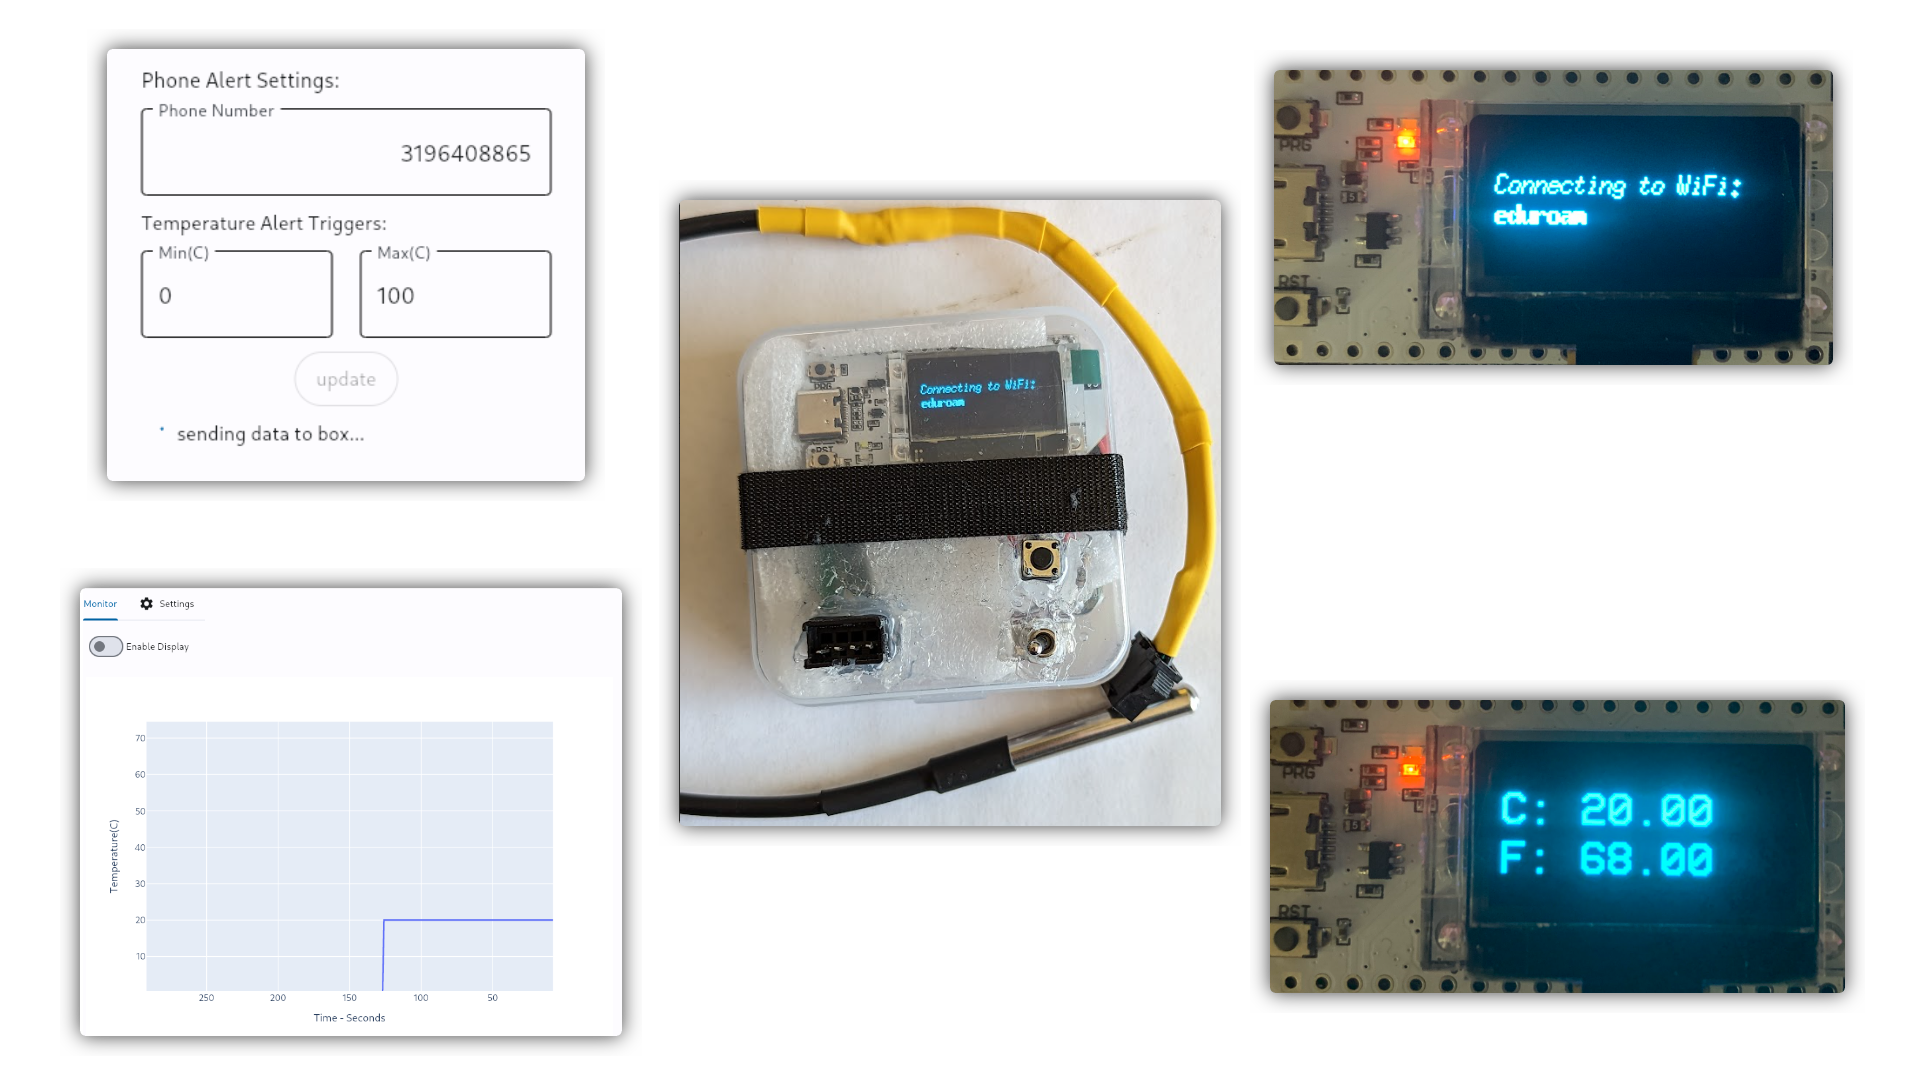 Phone Alert Settings:
Phone Number
3196408865
Temperature Alert Triggers:
Min(C)
Max(C)
0
100
update
sending data to box...
Monitor
Settings
Enable Display
70
60
50
40
30
20
10
Temperature(C)
250
200
150
100
50
Time - Seconds
PRG
Connecting to WiFi:
eduroam
RST
PRG
Connecting to WiFi:
eduroam
RST
PRG
C: 20.00
F: 68.00
RST